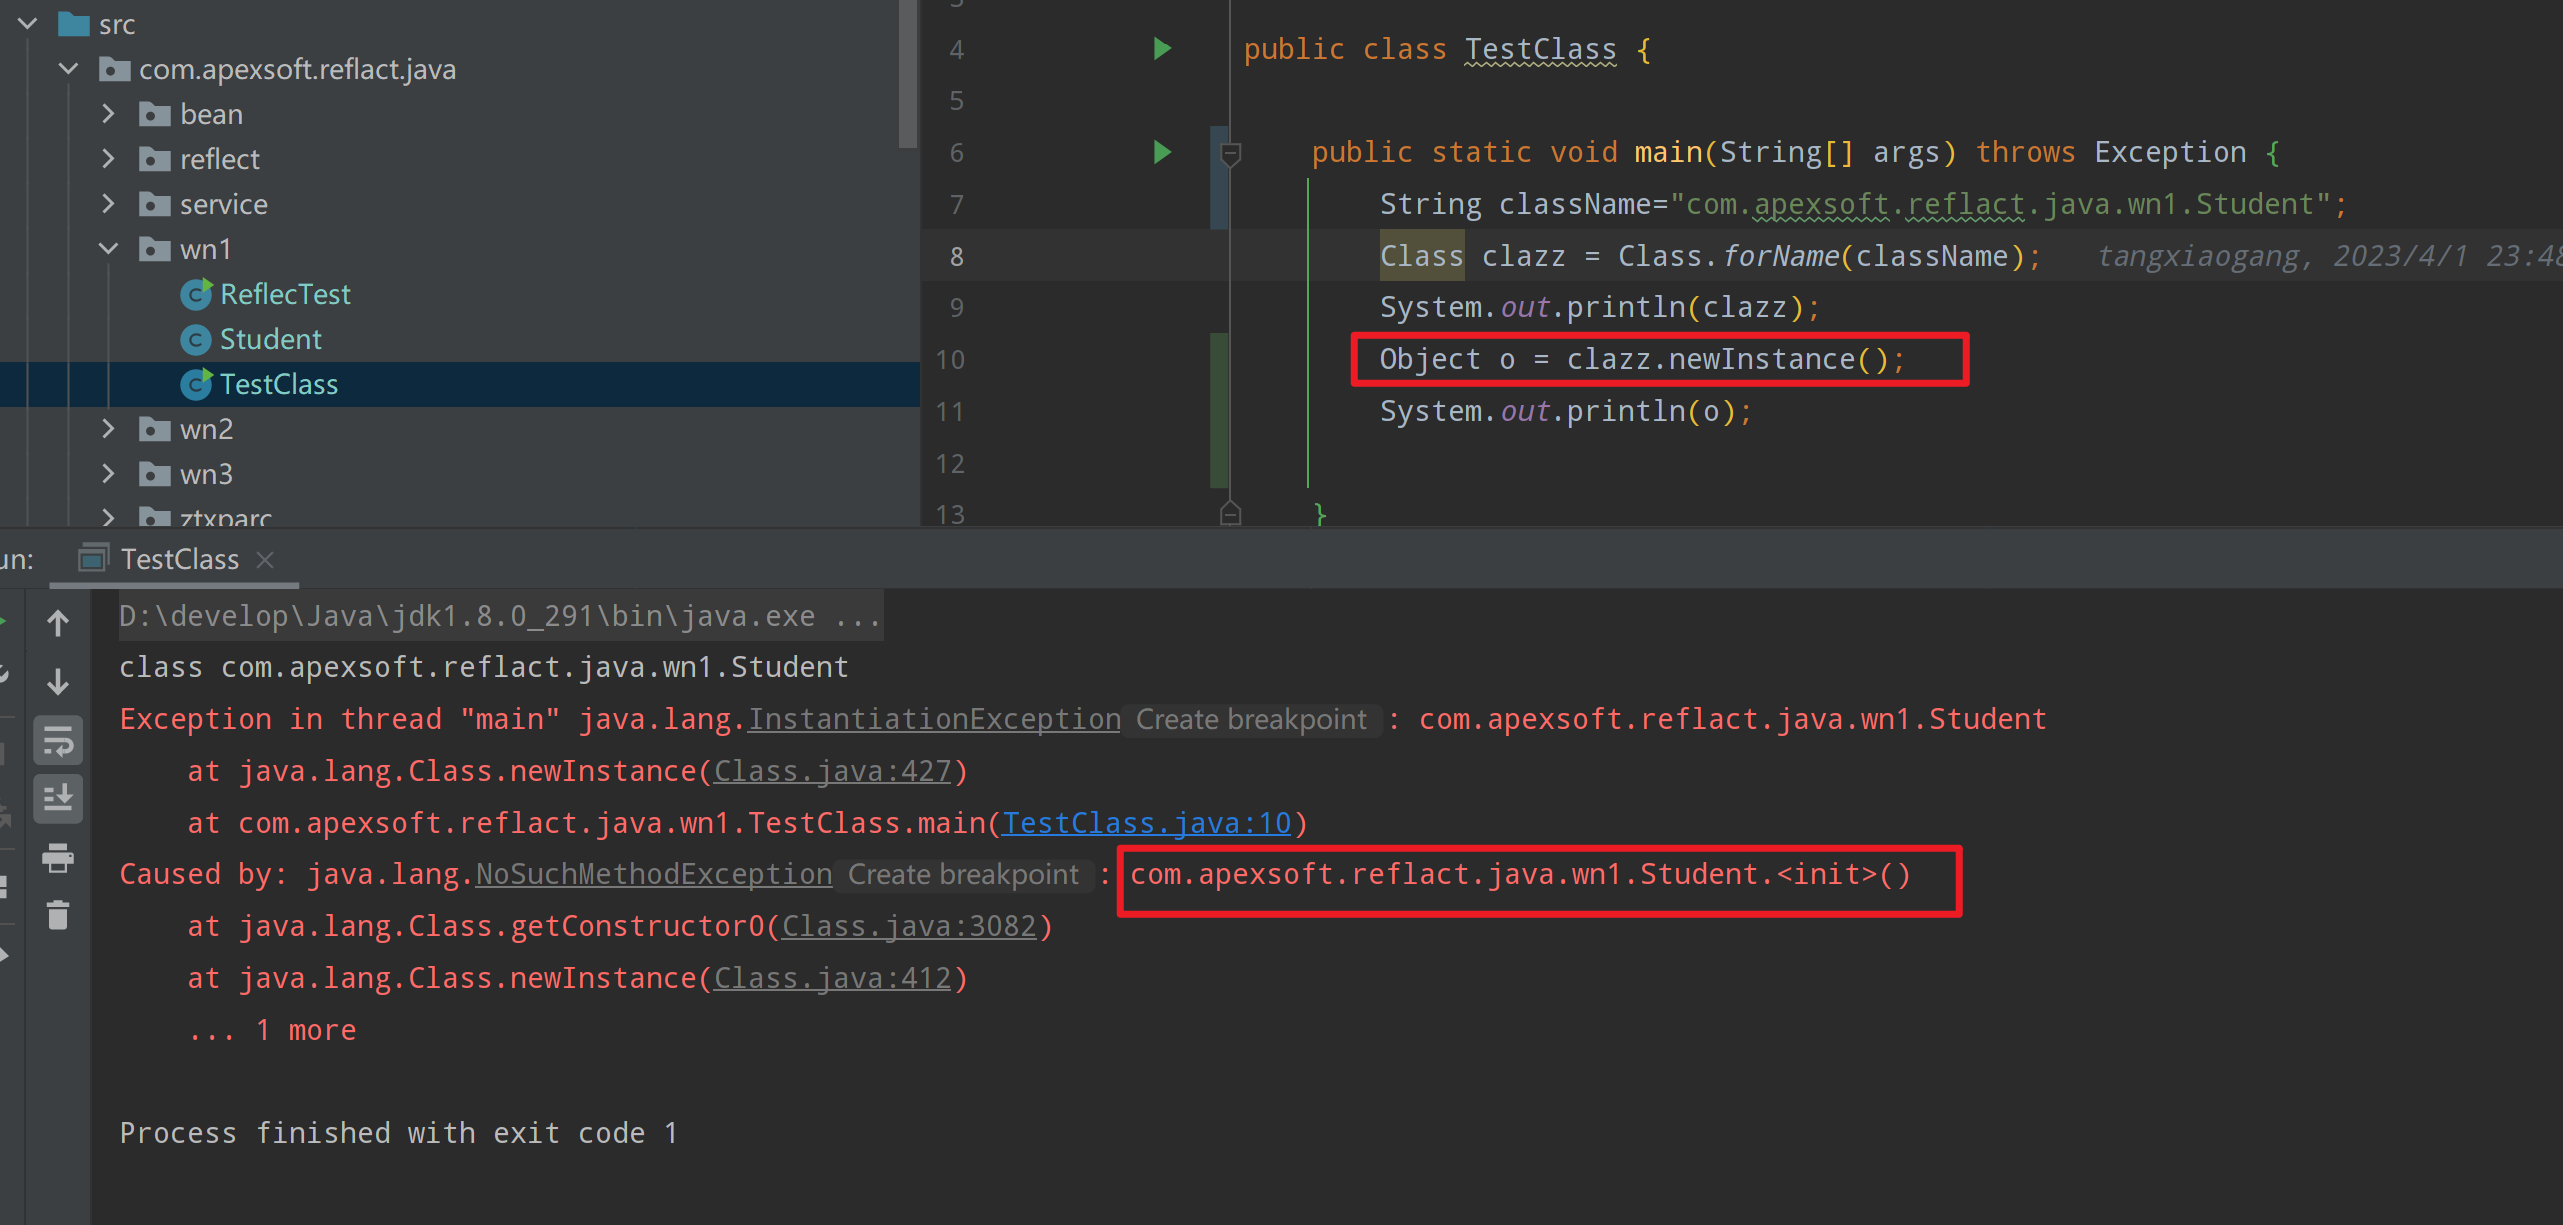 src
com.apexsoft.reflact.java
bean
reflect
service
wn1
ReflecTest
Student
TestClass
wn2
wn3
ztxparc
4 public class TestClass {
5
6 public static void main(String[] args) throws Exception {
7 String className="com.apexsoft.reflact.java.wn1.Student";
8 Class clazz = Class.forName(className); tangxiaogang, 2023/4/1 23:48
9 System.out.println(clazz);
10 Object o = clazz.newInstance();
11 System.out.println(o);
12
13 }
un: TestClass
D:\develop\Java\jdk1.8.0_291\bin\java.exe ...
class com.apexsoft.reflact.java.wn1.Student
Exception in thread "main" java.lang.InstantiationException Create breakpoint : com.apexsoft.reflact.java.wn1.Student
at java.lang.Class.newInstance(Class.java:427)
at com.apexsoft.reflact.java.wn1.TestClass.main(TestClass.java:10)
Caused by: java.lang.NoSuchMethodException Create breakpoint : com.apexsoft.reflact.java.wn1.Student.<init>()
at java.lang.Class.getConstructor0(Class.java:3082)
at java.lang.Class.newInstance(Class.java:412)
... 1 more
Process finished with exit code 1